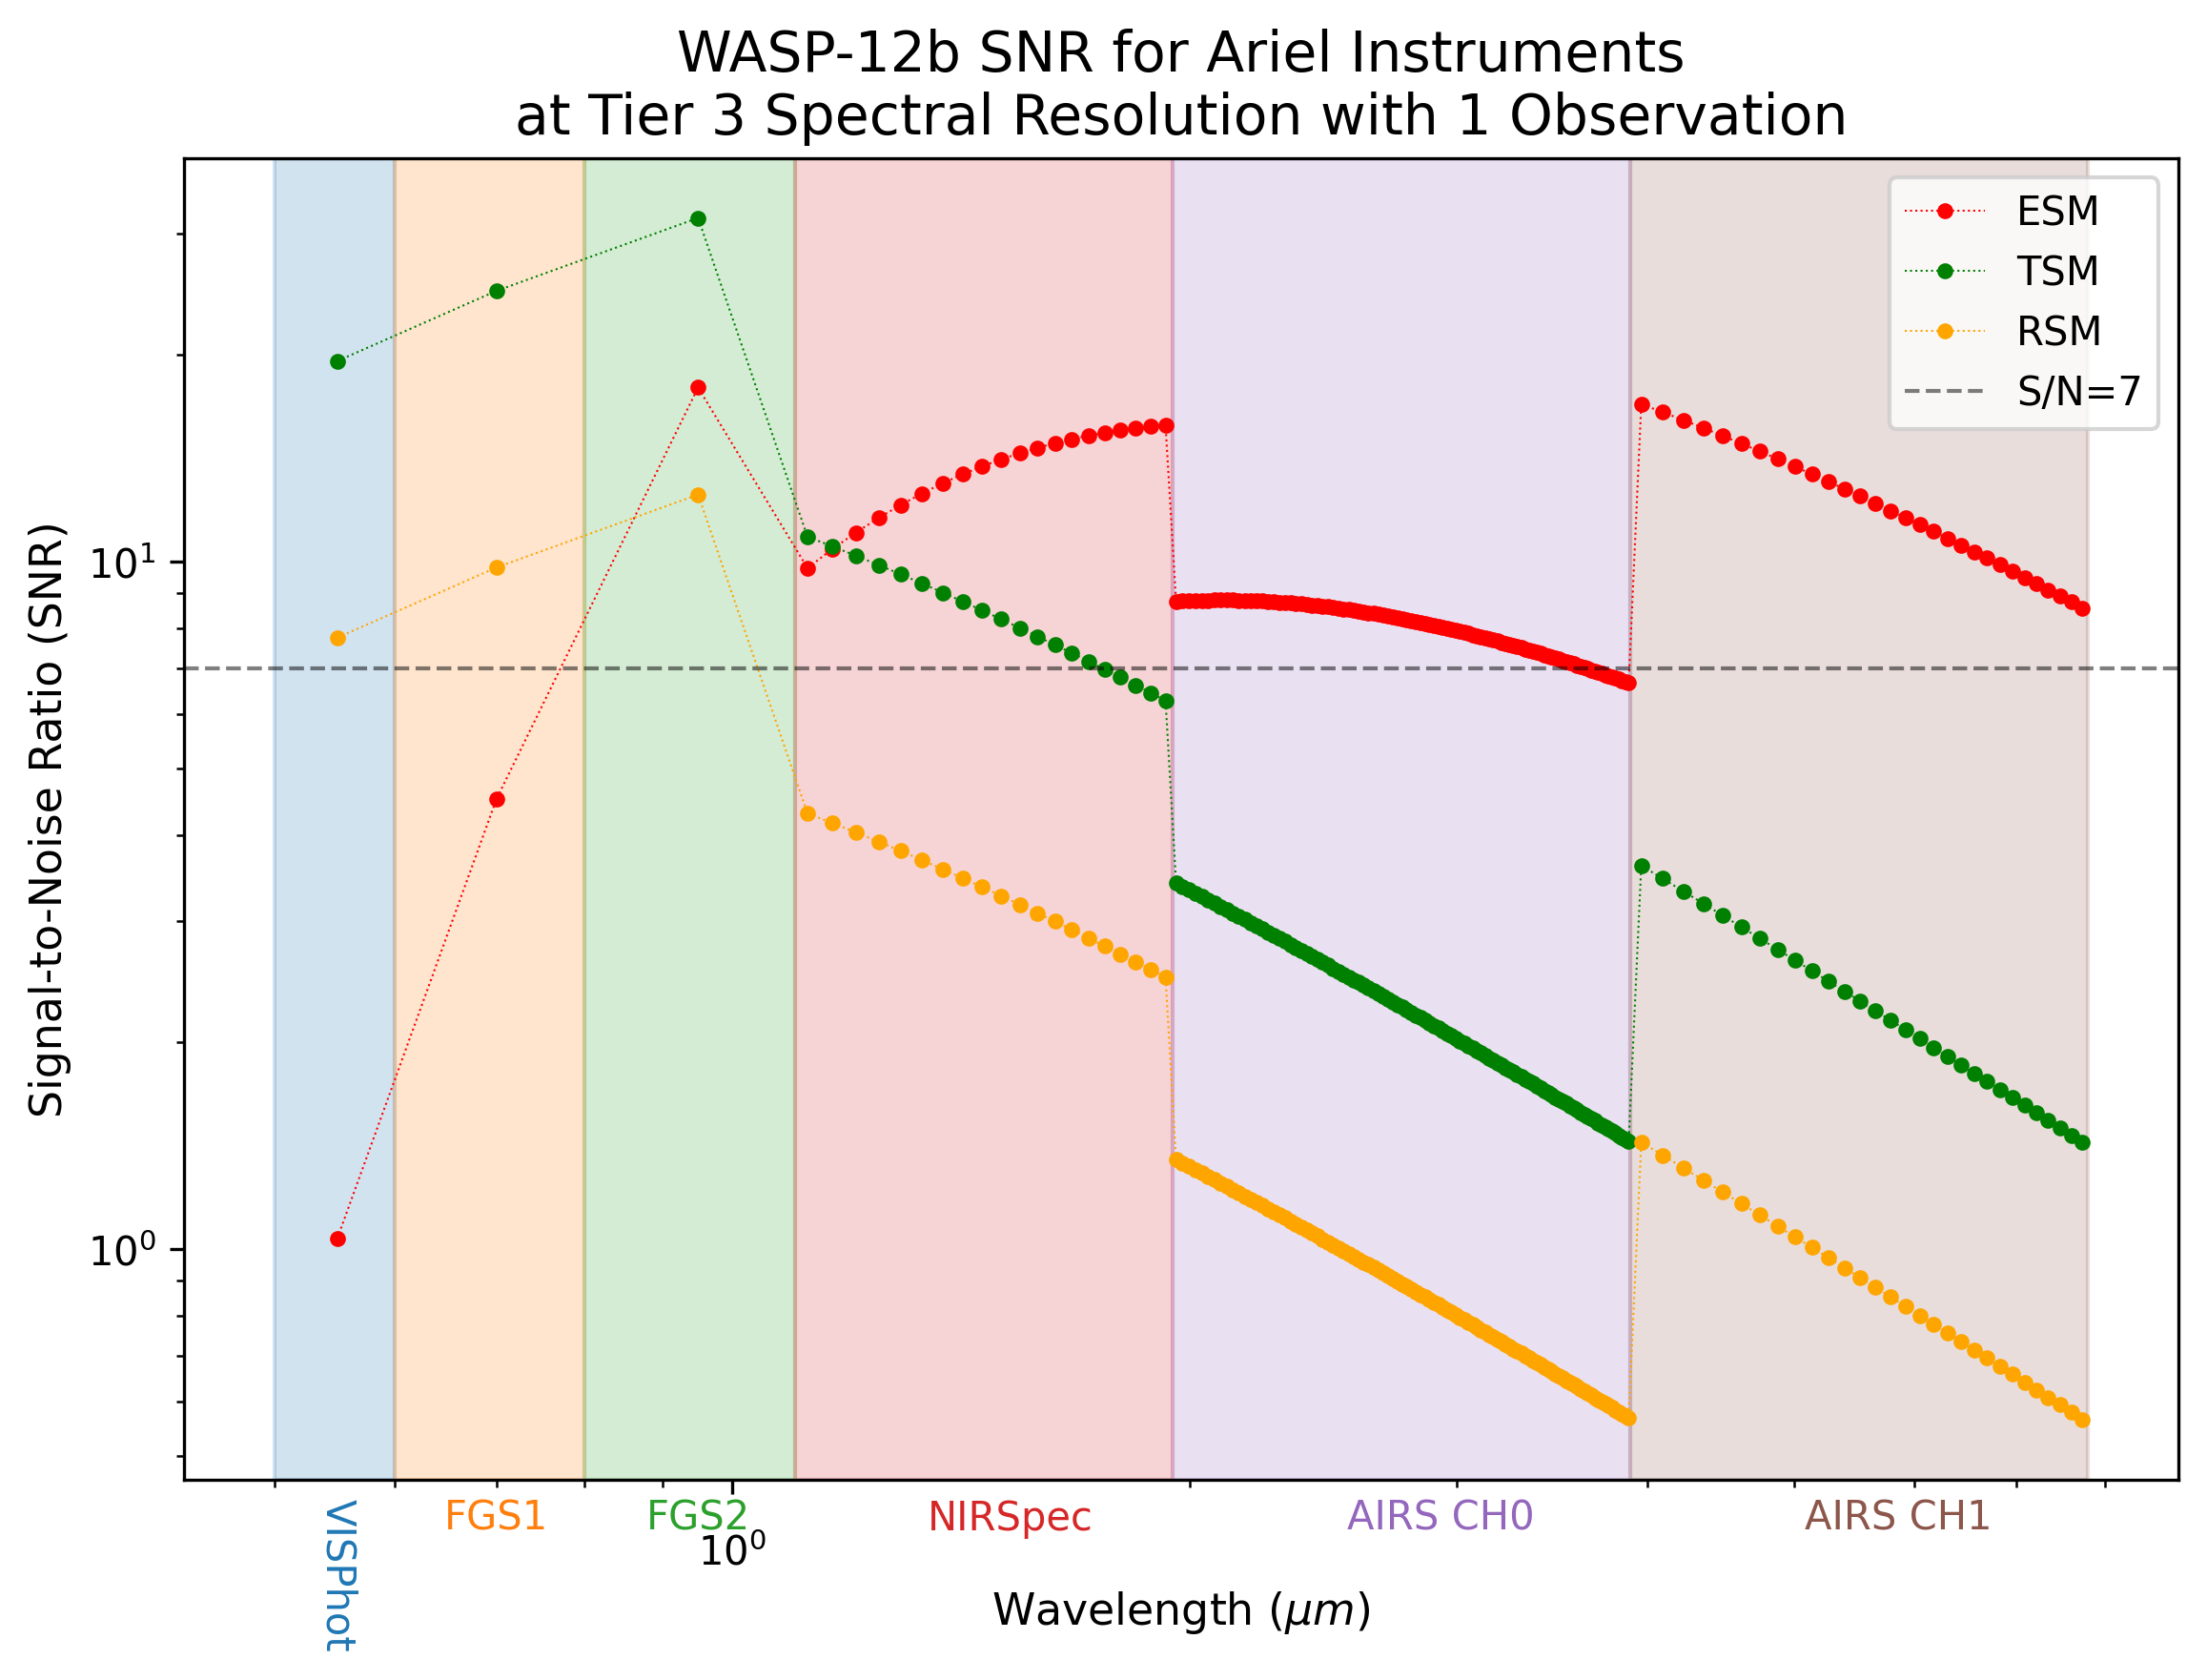 WASP-12b SNR for Ariel Instruments
at Tier 3 Spectral Resolution with 1 Observation
ESM
TSM
RSM
S/N=7
Signal-to-Noise Ratio (SNR)
10¹
10⁰
VISPhot
FGS1
FGS2
NIRSpec
AIRS CH0
AIRS CH1
10⁰
Wavelength (μm)